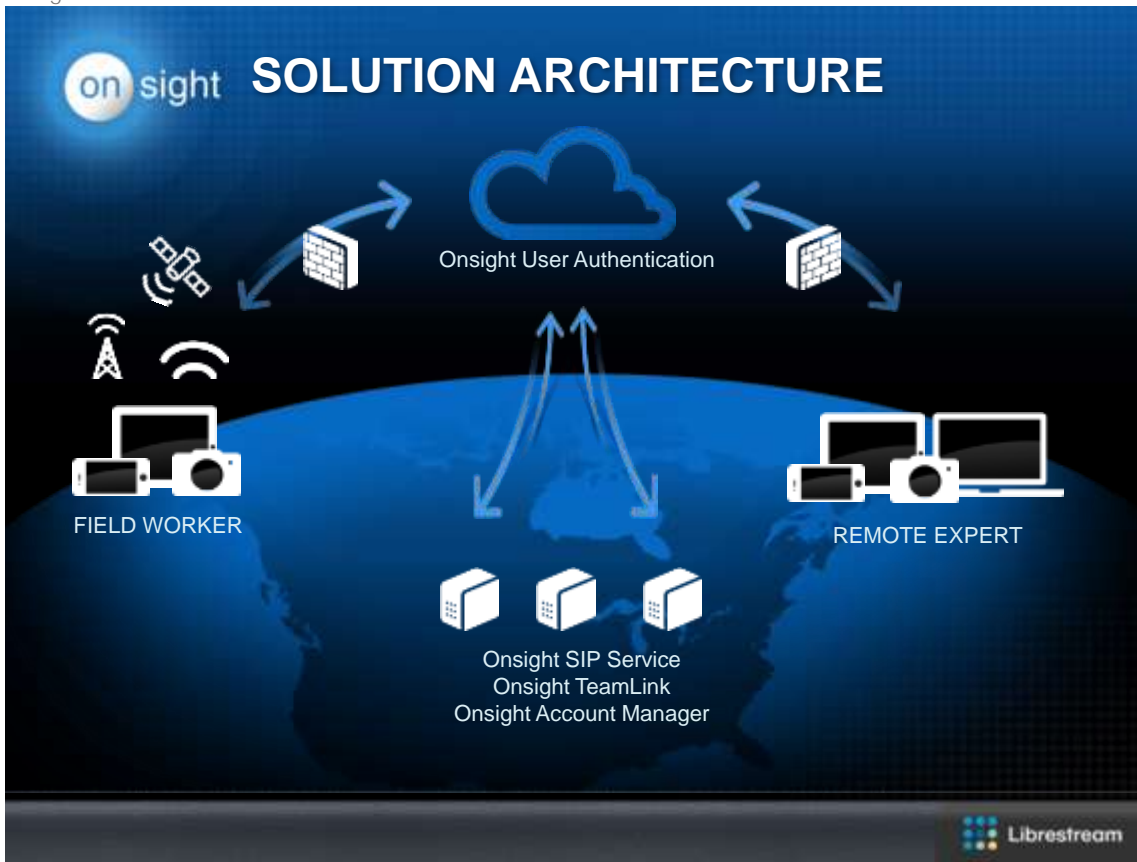 on sight
SOLUTION ARCHITECTURE
Onsight User Authentication
FIELD WORKER
REMOTE EXPERT
Onsight SIP Service
Onsight TeamLink
Onsight Account Manager
Librestream